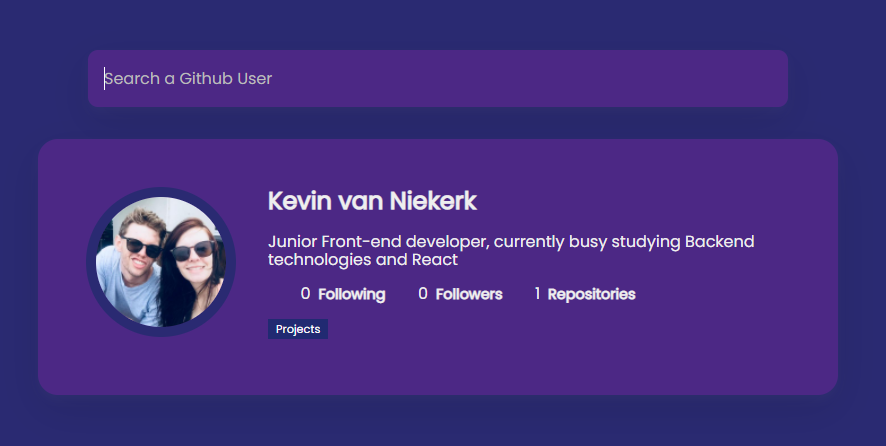 Search a Github User
Kevin van Niekerk
Junior Front-end developer, currently busy studying Backend
technologies and React
0 Following 0 Followers 1 Repositories
Projects